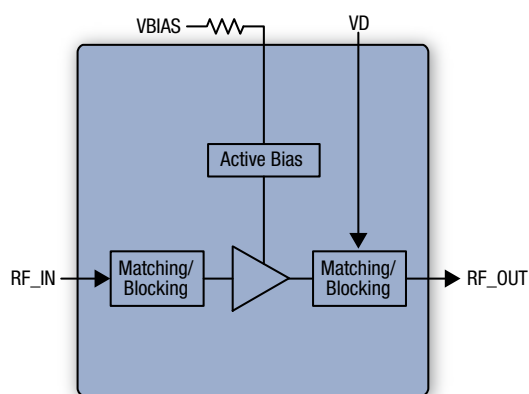 VBIAS
VD
Active Bias
RF_IN
Matching/
Blocking
Matching/
Blocking
RF_OUT